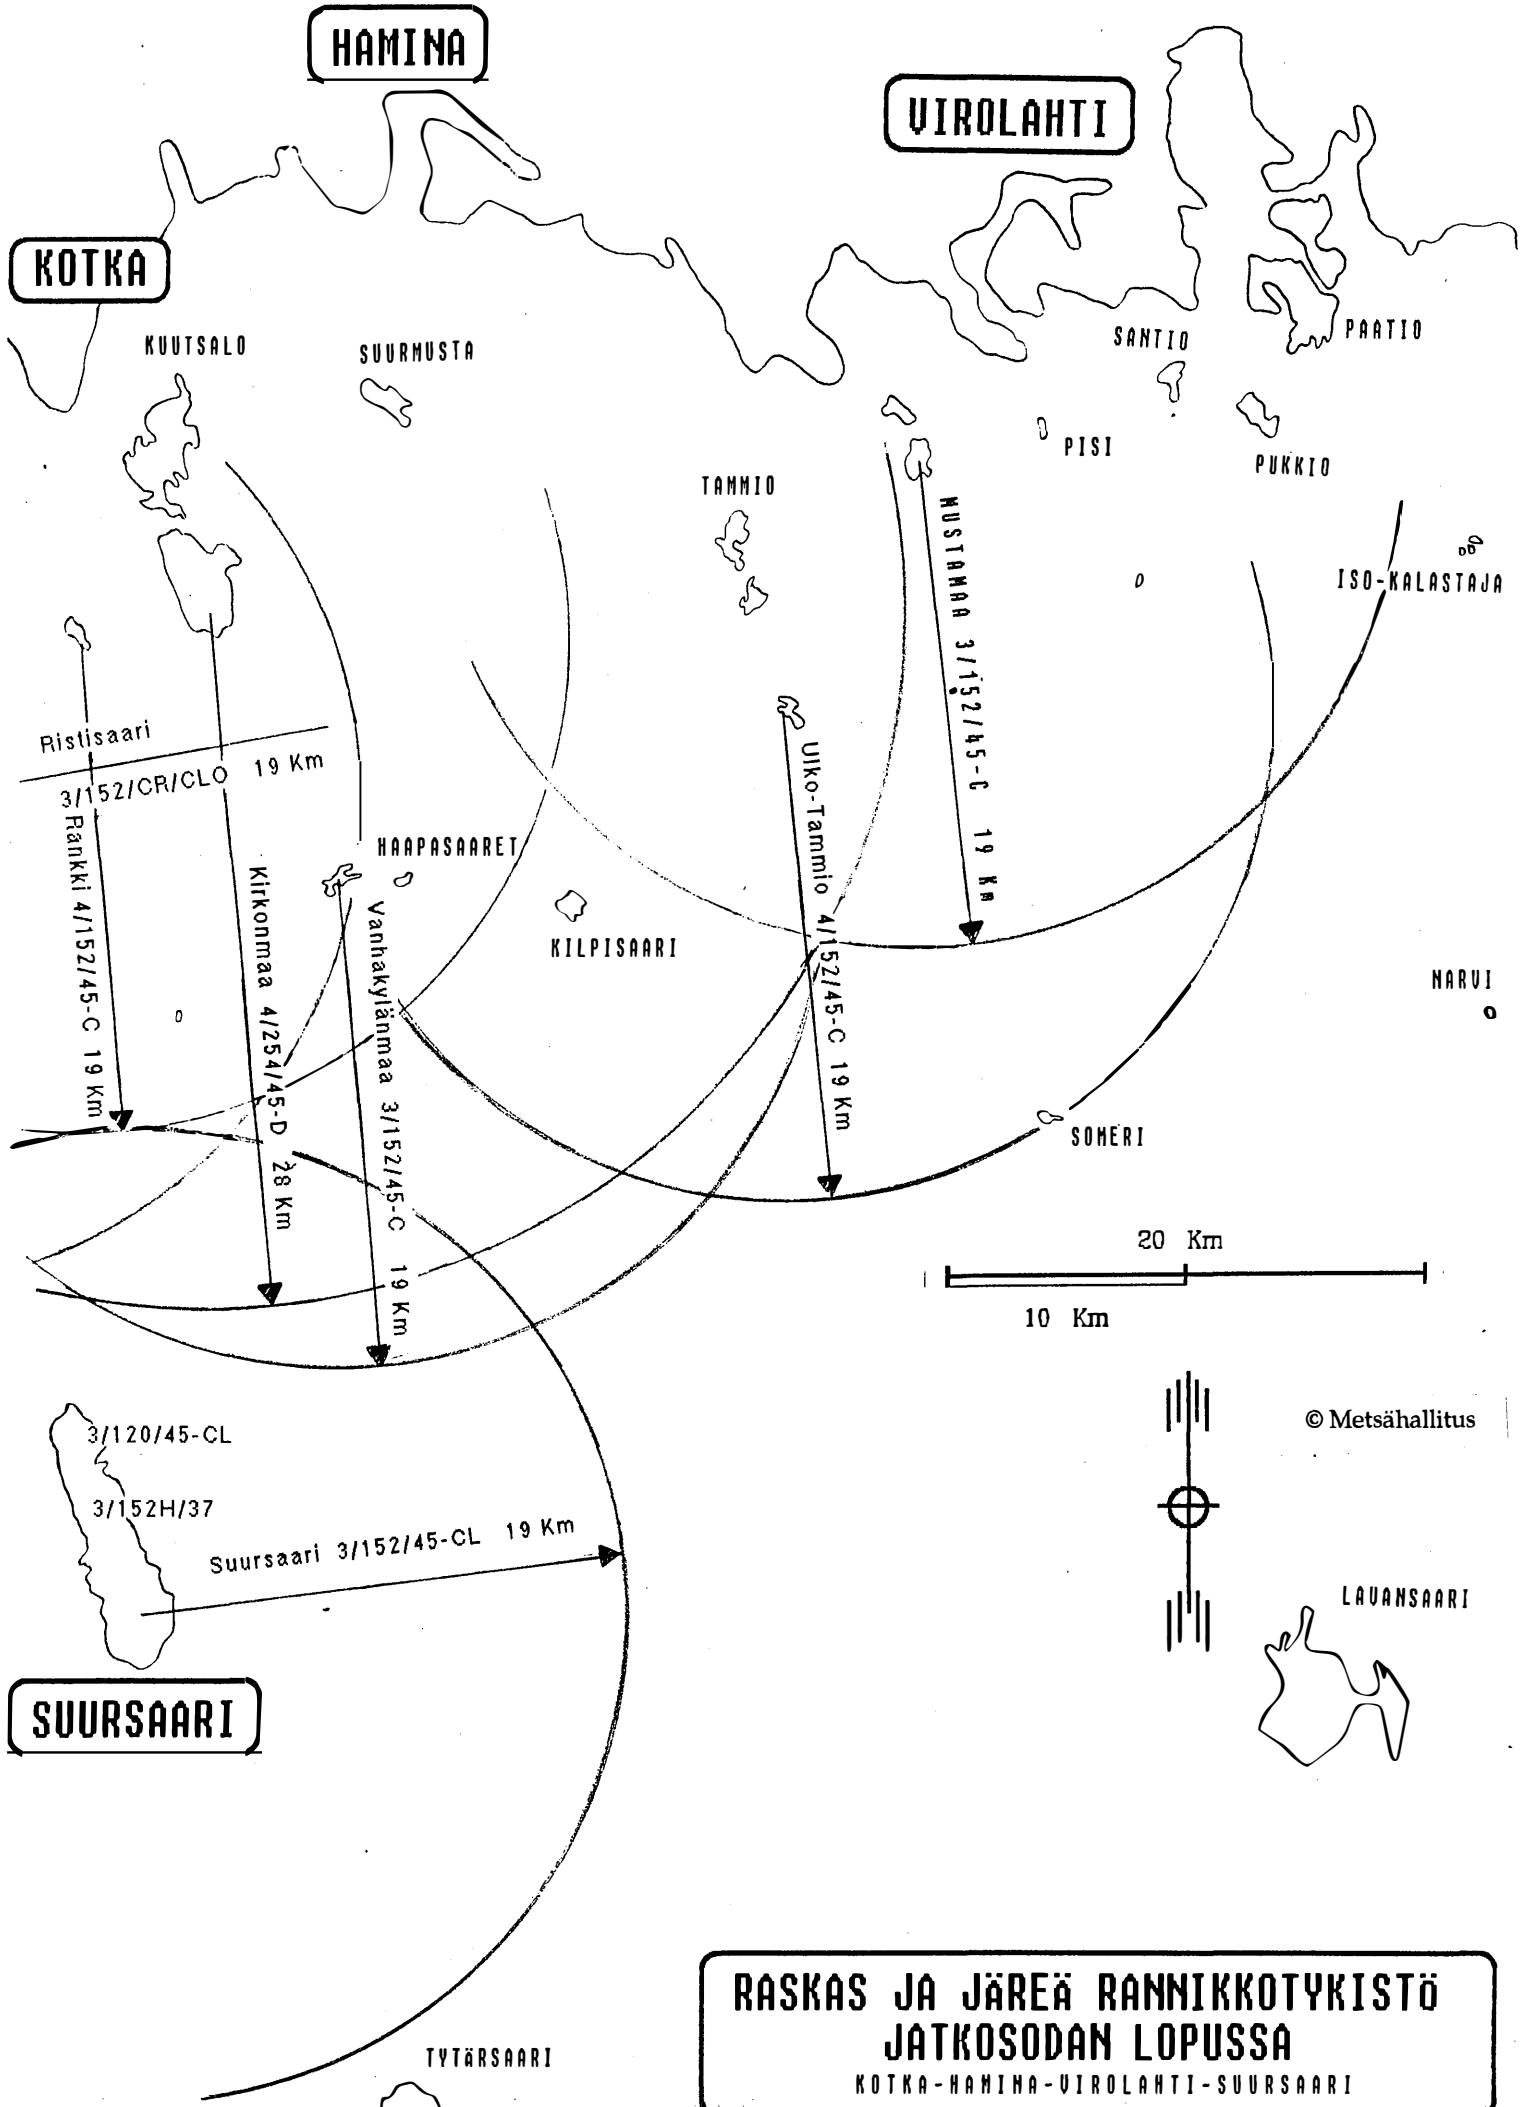 HAMINA
VIROLAHTI
KOTKA
KUUTSALO
SUURMUSTA
SANTIO
PAATIO
PISI
PUKKIO
TAMMIO
ISO-KALASTAJA
MUSTAMAA 3/152/45-C 19 Km
Ristisaari
3/152/CR/CLO 19 Km
Rankki 4/152/45-C 19 Km
Kirkonmaa 4/254/45-D 28 Km
HAAPASAARET
Vanhakylänmaa 3/152/45-C 19 Km
KILPISAARI
Ulko-Tammio 4/152/45-C 19 Km
NARVI
SOMERI
20 Km
10 Km
© Metsähallitus
3/120/45-CL
3/152H/37
Suursaari 3/152/45-CL 19 Km
LAVANSAARI
SUURSAARI
TYTÄRSAARI
RASKAS JA JÄREÄ RANNIKKOTYKISTÖ
JATKOSODAN LOPUSSA
KOTKA-HAMINA-VIROLAHTI-SUURSAARI